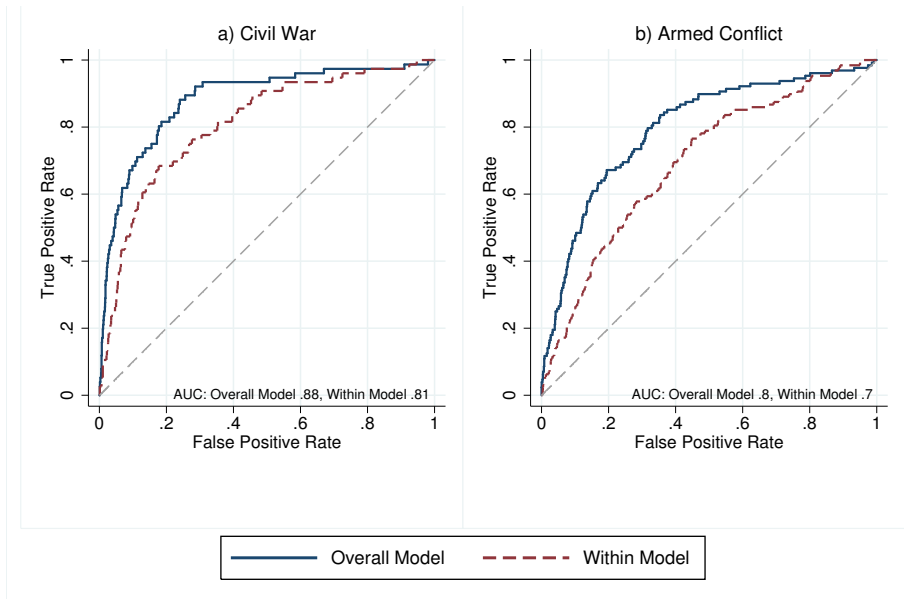 a) Civil War
True Positive Rate
1
.8
.6
.4
.2
0
AUC: Overall Model .88, Within Model .81
0 .2 .4 .6 .8 1
False Positive Rate
b) Armed Conflict
True Positive Rate
1
.8
.6
.4
.2
0
AUC: Overall Model .8, Within Model .7
0 .2 .4 .6 .8 1
False Positive Rate
Overall Model Within Model